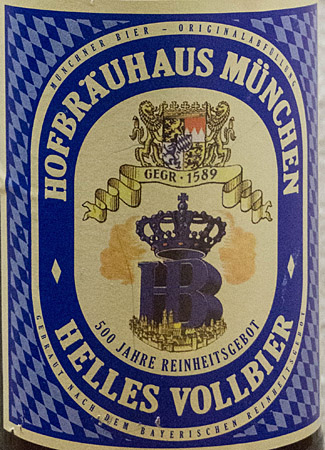 MÜNCHNER BIER - ORIGINALABFÜLLUNG
HOFBRÄUHAUS MÜNCHEN
GEGR · 1589
HB
500 JAHRE REINHEITSGEBOT
HELLES VOLLBIER
GEBRAUT NACH DEM BAYERISCHEN REINHEITSGEBOT